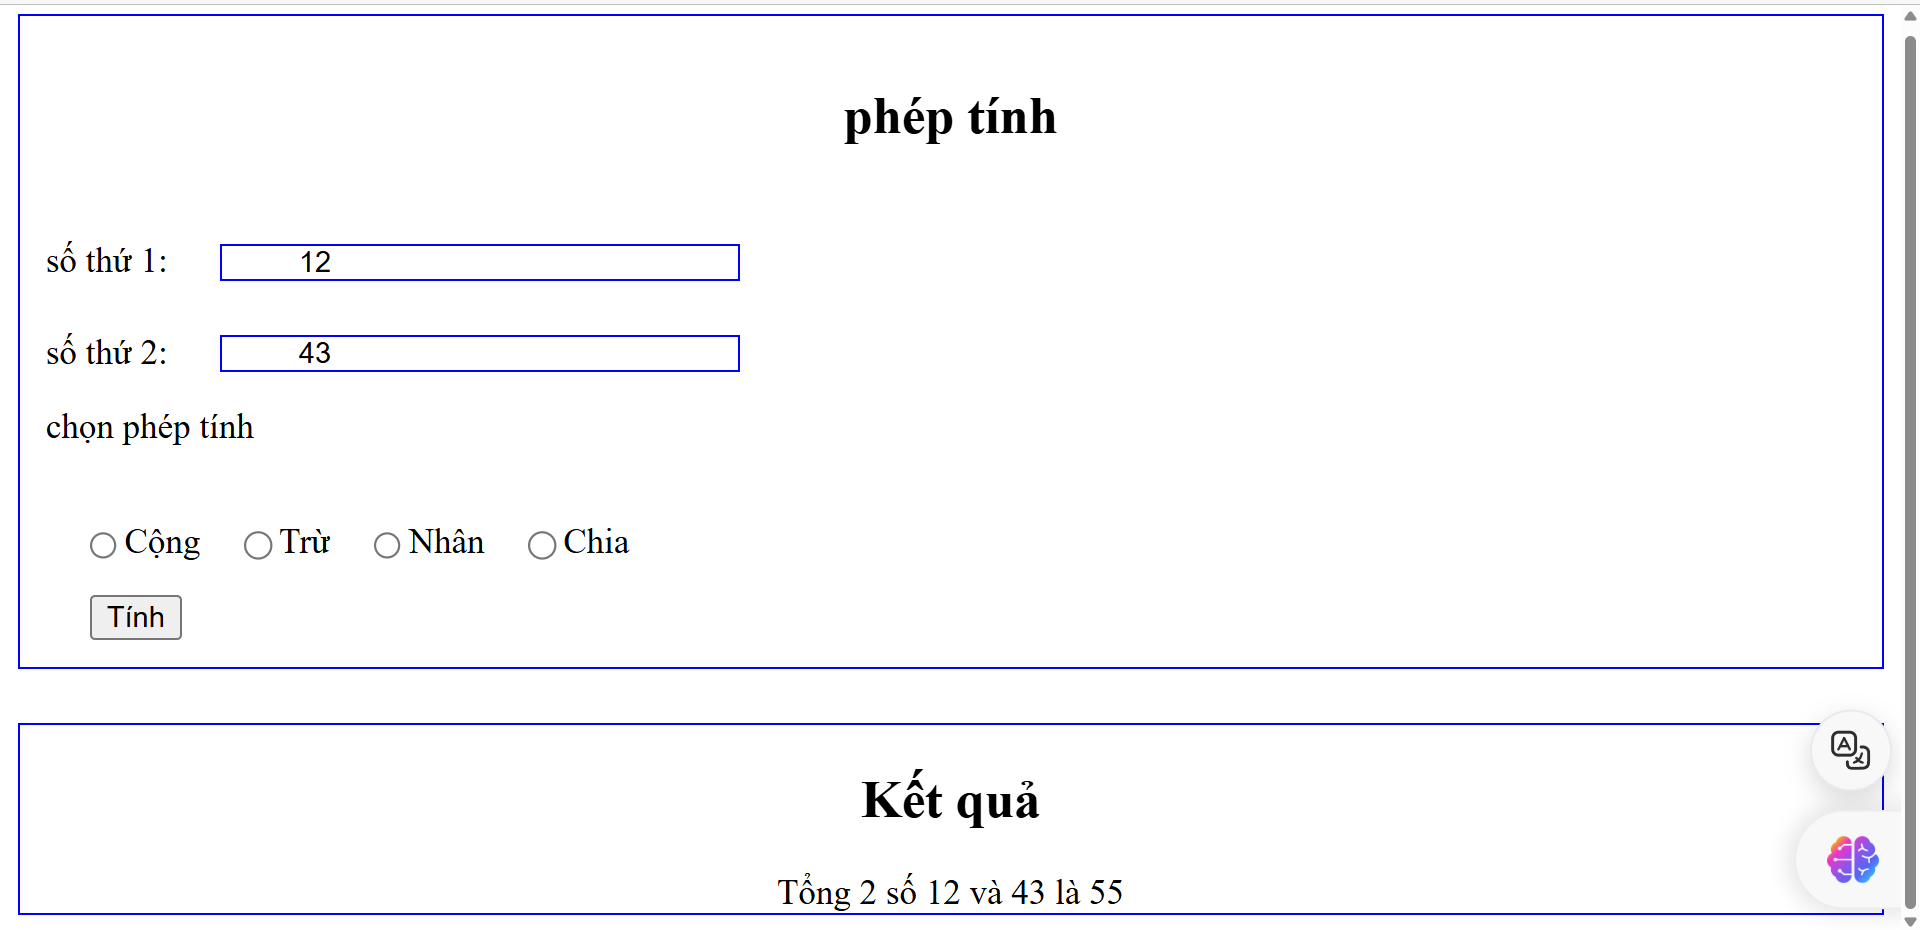 phép tính
số thứ 1: 12
số thứ 2: 43
chọn phép tính
Cộng Trừ Nhân Chia
Tính
Kết quả
Tổng 2 số 12 và 43 là 55